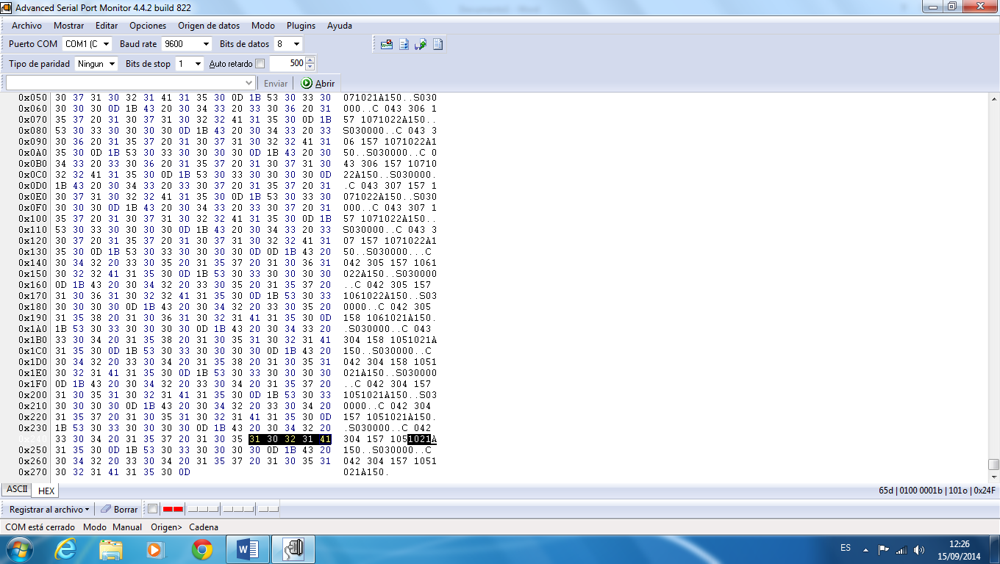 Advanced Serial Port Monitor 4.4.2 build 822
Archivo Mostrar Editar Opciones Origen de datos Modo Plugins Ayuda
Puerto COM COM1 (C Baud rate 9600 Bits de datos 8
Tipo de paridad Ningun Bits de stop 1 Auto retardo 500
Enviar Abrir
0x050 30 37 31 30 32 31 41 31 35 30 0D 1B 53 30 33 30 071021A150..S030
0x060 30 30 30 0D 1B 43 20 30 34 33 20 33 30 36 20 31 000..C 043 306 1
0x070 35 37 20 31 30 37 31 30 32 32 41 31 35 30 0D 1B 57 1071022A150..
0x080 53 30 33 30 30 30 30 0D 1B 43 20 30 34 33 20 33 S030000..C 043 3
0x090 30 36 20 31 35 37 20 31 30 37 31 30 32 32 41 31 06 157 1071022A1
0x0A0 35 30 0D 1B 53 30 33 30 30 30 30 0D 1B 43 20 30 50..S030000..C 0
0x0B0 34 33 20 33 30 36 20 31 35 37 20 31 30 37 31 30 43 306 157 10710
0x0C0 32 32 41 31 35 30 0D 1B 53 30 33 30 30 30 30 0D 22A150..S030000.
0x0D0 1B 43 20 30 34 33 20 33 30 37 20 31 35 37 20 31 .C 043 307 157 1
0x0E0 30 37 31 30 32 32 41 31 35 30 0D 1B 53 30 33 30 071022A150..S030
0x0F0 30 30 30 0D 1B 43 20 30 34 33 20 33 30 37 20 31 000..C 043 307 1
0x100 35 37 20 31 30 37 31 30 32 32 41 31 35 30 0D 1B 57 1071022A150..
0x110 53 30 33 30 30 30 30 0D 1B 43 20 30 34 33 20 33 S030000..C 043 3
0x120 30 37 20 31 35 37 20 31 30 37 31 30 32 32 41 31 07 157 1071022A1
0x130 35 30 0D 1B 53 30 33 30 30 30 30 0D 0D 1B 43 20 50..S030000...C
0x140 30 34 32 20 33 30 35 20 31 35 37 20 31 30 36 31 042 305 157 1061
0x150 30 32 32 41 31 35 30 0D 1B 53 30 33 30 30 30 30 022A150..S030000
0x160 0D 1B 43 20 30 34 32 20 33 30 35 20 31 35 37 20 ..C 042 305 157
0x170 31 30 36 31 30 32 32 41 31 35 30 0D 1B 53 30 33 1061022A150..S03
0x180 30 30 30 30 0D 1B 43 20 30 34 32 20 33 30 35 20 0000..C 042 305
0x190 31 35 38 20 31 30 36 31 30 32 31 41 31 35 30 0D 158 1061021A150.
0x1A0 1B 53 30 33 30 30 30 30 0D 1B 43 20 30 34 33 20 .S030000..C 043
0x1B0 33 30 34 20 31 35 38 20 31 30 35 31 30 32 31 41 304 158 1051021A
0x1C0 31 35 30 0D 1B 53 30 33 30 30 30 30 0D 1B 43 20 150..S030000..C
0x1D0 30 34 32 20 33 30 34 20 31 35 38 20 31 30 35 31 042 304 158 1051
0x1E0 30 32 31 41 31 35 30 0D 1B 53 30 33 30 30 30 30 021A150..S030000
0x1F0 0D 1B 43 20 30 34 32 20 33 30 34 20 31 35 37 20 ..C 042 304 157
0x200 31 30 35 31 30 32 31 41 31 35 30 0D 1B 53 30 33 1051021A150..S03
0x210 30 30 30 30 0D 1B 43 20 30 34 32 20 33 30 34 20 0000..C 042 304
0x220 31 35 37 20 31 30 35 31 30 32 31 41 31 35 30 0D 157 1051021A150.
0x230 1B 53 30 33 30 30 30 30 0D 1B 43 20 30 34 32 20 .S030000..C 042
0x240 33 30 34 20 31 35 37 20 31 30 35 31 30 32 31 41 304 157 1051021A
0x250 31 35 30 0D 1B 53 30 33 30 30 30 30 0D 1B 43 20 150..S030000..C
0x260 30 34 32 20 33 30 34 20 31 35 37 20 31 30 35 31 042 304 157 1051
0x270 30 32 31 41 31 35 30 0D 021A150.
ASCII HEX 65d | 0100 0001b | 101o | 0x24F
Registrar al archivo Borrar
COM está cerrado Modo Manual Origen> Cadena
ES 12:26
15/09/2014